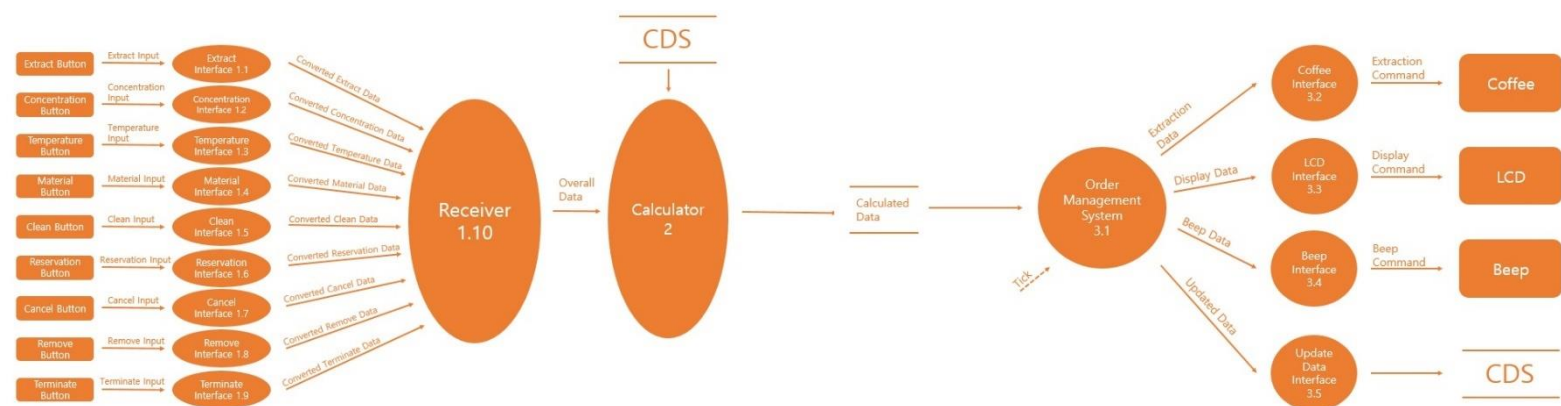 Extract Button
Extract Input
Extract
Interface 1.1
Converted Extract Data
Concentration
Button
Concentration
Input
Concentration
Interface 1.2
Converted Concentration Data
Temperature
Button
Temperature
Input
Temperature
Interface 1.3
Converted Temperature Data
Material
Button
Material Input
Material
Interface 1.4
Converted Material Data
Clean Button
Clean Input
Clean
Interface 1.5
Converted Clean Data
Reservation
Button
Reservation Input
Reservation
Interface 1.6
Converted Reservation Data
Cancel Button
Cancel Input
Cancel
Interface 1.7
Converted Cancel Data
Remove
Button
Remove Input
Remove
Interface 1.8
Converted Remove Data
Terminate
Button
Terminate Input
Terminate
Interface 1.9
Converted Terminate Data
Receiver
1.10
Overall
Data
CDS
Calculator
2
Calculated
Data
Tick
Order
Management
System
3.1
Extraction
Data
Coffee
Interface
3.2
Extraction
Command
Coffee
Display Data
LCD
Interface
3.3
Display
Command
LCD
Beep Data
Beep
Interface
3.4
Beep
Command
Beep
Updated Data
Update
Data
Interface
3.5
CDS